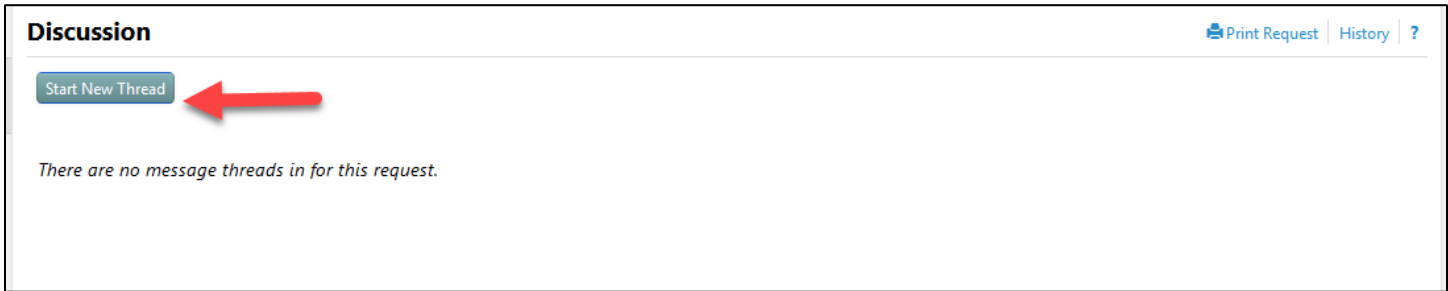 Discussion
Print Request History ?
Start New Thread
There are no message threads in for this request.